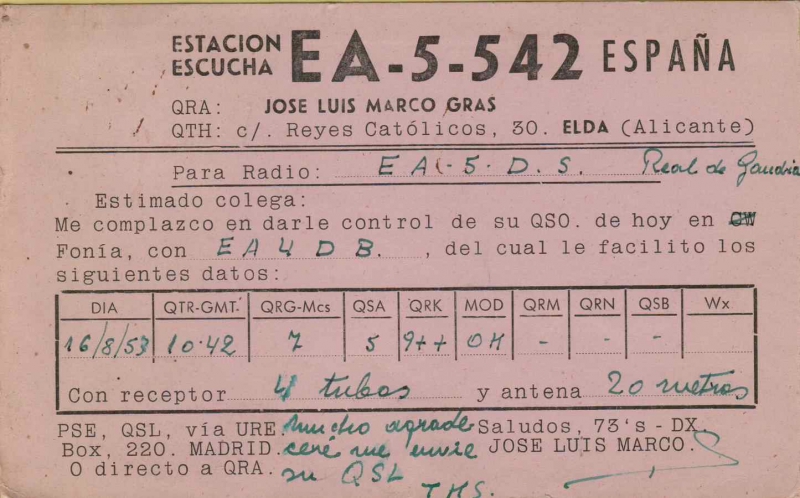 ESTACION ESCUCHA EA-5-542 ESPAÑA
QRA: JOSE LUIS MARCO GRAS
QTH: c/. Reyes Católicos, 30. ELDA (Alicante)
Para Radio: EA-5-D.S. Real de Gandia
Estimado colega:
Me complazco en darle control de su QSO. de hoy en CW
Fonía, con EA4DB., del cual le facilito los
siguientes datos:
DIA QTR-GMT. QRG-Mcs QSA QRK MOD QRM QRN QSB Wx
16/8/53 10·42 7 5 9++ OK - - -
Con receptor 4 tubos y antena 20 metros
PSE, QSL, vía URE. mucho agrade Saludos, 73's - DX.
Box, 220. MADRID. ceré me envie JOSE LUIS MARCO.
O directo a QRA. su QSL
THS.